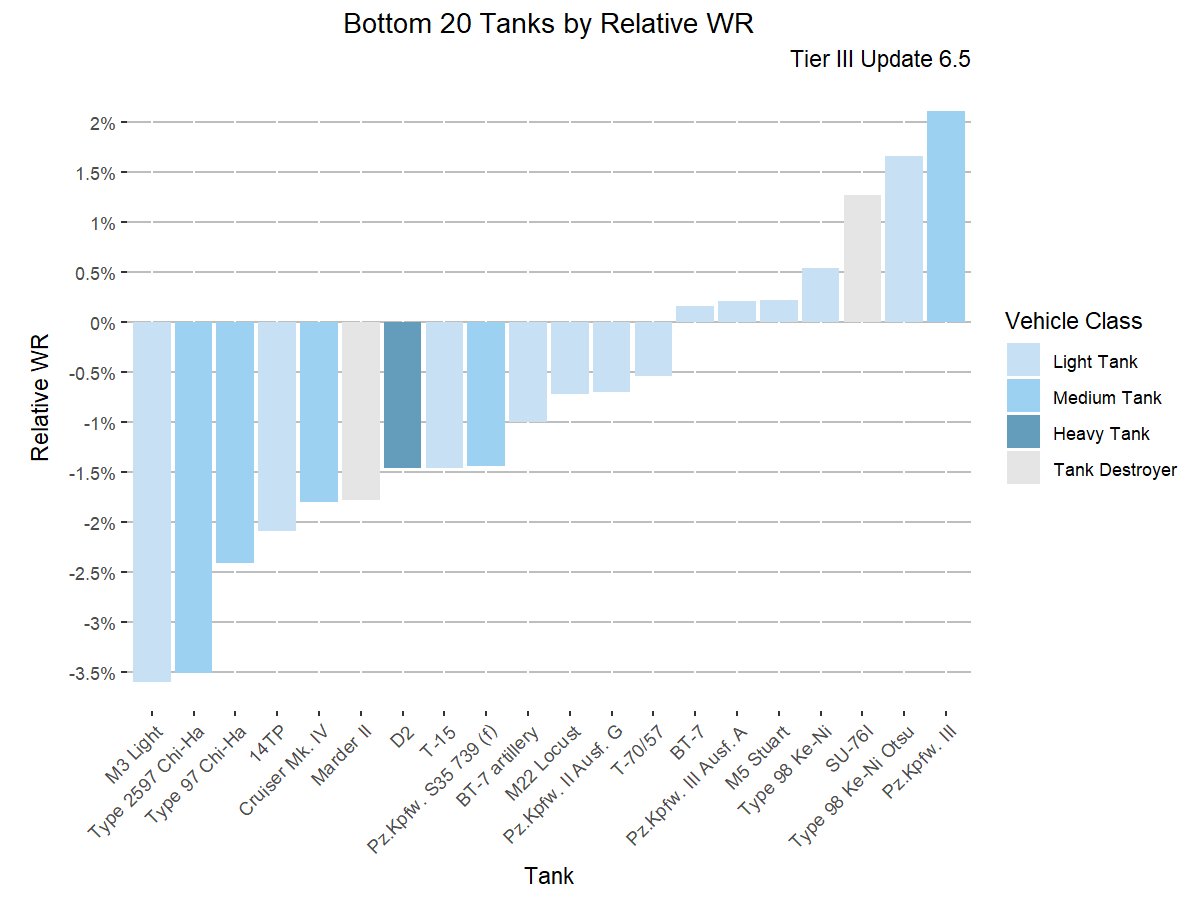 Bottom 20 Tanks by Relative WR
Tier III Update 6.5
2%
1.5%
1%
0.5%
0%
-0.5%
-1%
-1.5%
-2%
-2.5%
-3%
-3.5%
Relative WR
M3 Light
Type 2597 Chi-Ha
Type 97 Chi-Ha
14TP
Cruiser Mk. IV
Marder II
D2
T-15
Pz.Kpfw. S35 739 (f)
BT-7 artillery
M22 Locust
Pz.Kpfw. II Ausf. G
T-70/57
BT-7
Pz.Kpfw. III Ausf. A
M5 Stuart
Type 98 Ke-Ni
SU-76I
Type 98 Ke-Ni Otsu
Pz.Kpfw. III
Tank
Vehicle Class
Light Tank
Medium Tank
Heavy Tank
Tank Destroyer